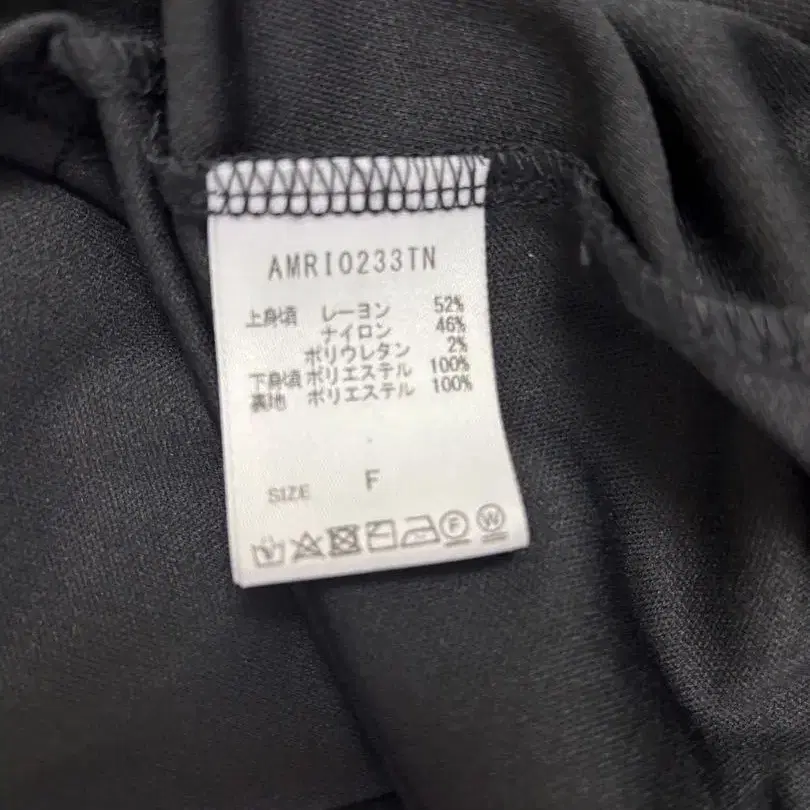 AMRI0233TN
上身頃 レーヨン 52%
ナイロン 46%
ポリウレタン 2%
下身頃 ポリエステル 100%
裏地 ポリエステル 100%
SIZE F
F W